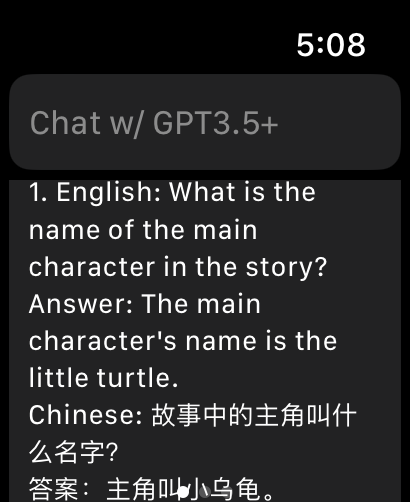 5:08
Chat w/ GPT3.5+
1. English: What is the
name of the main
character in the story?
Answer: The main
character's name is the
little turtle.
Chinese: 故事中的主角叫什
么名字?
答案：主角叫小乌龟。